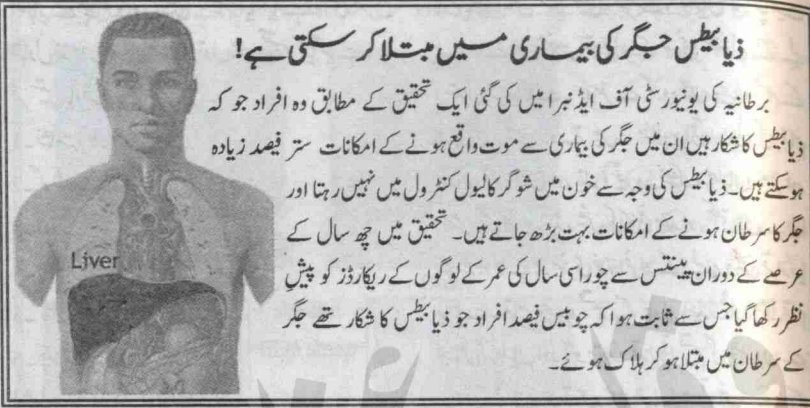 ذیابیطس جگر کی بیماری میں مبتلا کر سکتی ہے!
برطانیہ کی یونیورسٹی آف ایڈنبرا میں کی گئی ایک تحقیق کے مطابق وہ افراد جو کہ
ذیابیطس کا شکار ہیں ان میں جگر کی بیماری سے موت واقع ہونے کے امکانات ستر فیصد زیادہ
ہو سکتے ہیں۔ ذیابیطس کی وجہ سے خون میں شوگر کا لیول کنٹرول میں نہیں رہتا اور
جگر کا سرطان ہونے کے امکانات بہت بڑھ جاتے ہیں۔ تحقیق میں چھ سال کے
عرصے کے دوران پینتس سے چوراسی سال کی عمر کے لوگوں کے ریکارڈز کو پیشِ
نظر رکھا گیا جس سے ثابت ہوا کہ چوبیس فیصد افراد جو ذیابیطس کا شکار تھے جگر
کے سرطان میں مبتلا ہو کر ہلاک ہوئے۔
Liver